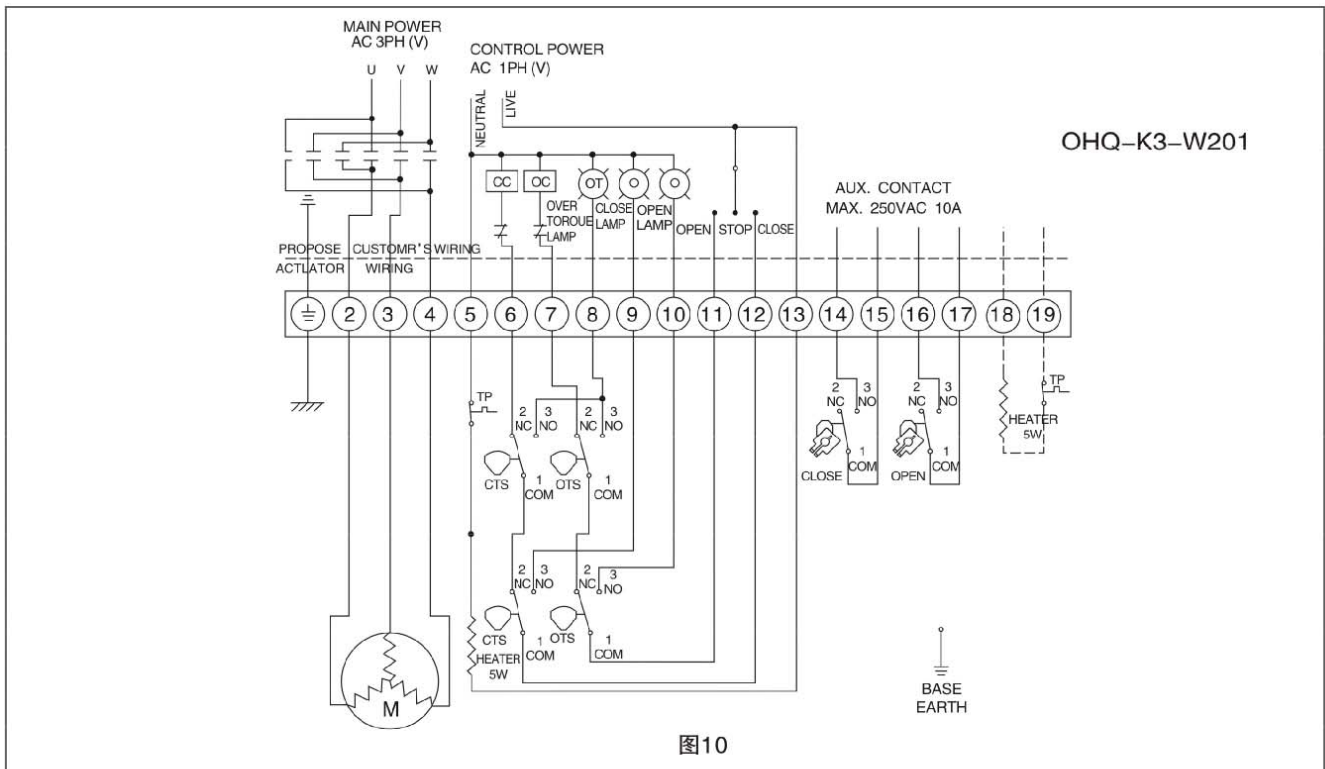 MAIN POWER
AC 3PH (V)
U V W
CONTROL POWER
AC 1PH (V)
NEUTRAL
LIVE
OHQ-K3-W201
CC OC OT O O
OVER
TORQUE
LAMP
CLOSE
LAMP
OPEN
LAMP
OPEN STOP CLOSE
AUX. CONTACT
MAX. 250VAC 10A
PROPOSE CUSTOMR'S WIRING
ACTLATOR WIRING
2 3 4 5 6 7 8 9 10 11 12 13 14 15 16 17 18 19
TP
2 3 2 3
NC NO NC NO
CTS
1
COM
OTS
1
COM
2 3
NC NO
CLOSE
1
COM
2 3
NC NO
OPEN
1
COM
TP
HEATER
5W
2 3 2 3
NC NO NC NO
CTS
1
COM
OTS
1
COM
HEATER
5W
M
BASE
EARTH
图10